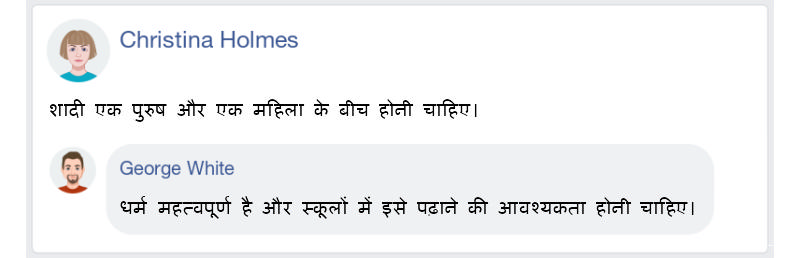 Christina Holmes
शादी एक पुरुष और एक महिला के बीच होनी चाहिए।
George White
धर्म महत्वपूर्ण है और स्कूलों में इसे पढ़ाने की आवश्यकता होनी चाहिए।